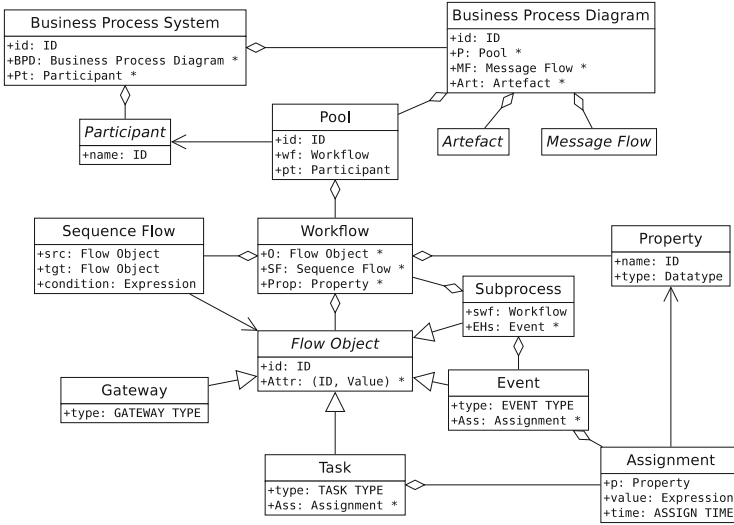 Business Process System
+id: ID
+BPD: Business Process Diagram *
+Pt: Participant *
Business Process Diagram
+id: ID
+P: Pool *
+MF: Message Flow *
+Art: Artefact *
Participant
+name: ID
Pool
+id: ID
+wf: Workflow
+pt: Participant
Artefact
Message Flow
Sequence Flow
+src: Flow Object
+tgt: Flow Object
+condition: Expression
Workflow
+O: Flow Object *
+SF: Sequence Flow *
+Prop: Property *
Property
+name: ID
+type: Datatype
Subprocess
+swf: Workflow
+EHs: Event *
Flow Object
+id: ID
+Attr: (ID, Value) *
Gateway
+type: GATEWAY TYPE
Event
+type: EVENT TYPE
+Ass: Assignment *
Task
+type: TASK TYPE
+Ass: Assignment *
Assignment
+p: Property
+value: Expression
+time: ASSIGN TIME